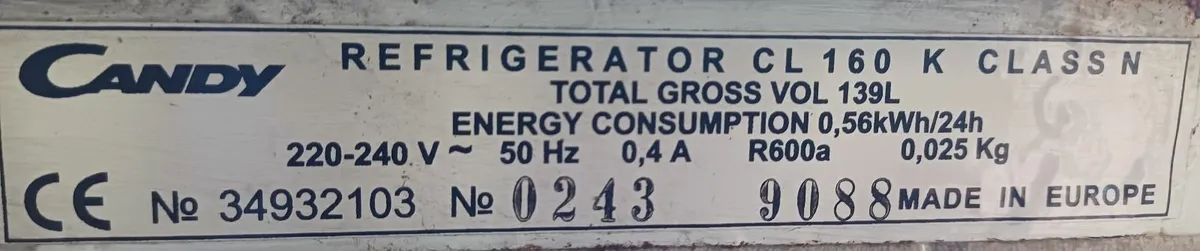 CANDY REFRIGERATOR CL 160 K CLASS N
TOTAL GROSS VOL 139L
ENERGY CONSUMPTION 0,56kWh/24h
220-240 V ~ 50 Hz 0,4 A R600a 0,025 Kg
CE № 34932103 № 0243 9088 MADE IN EUROPE